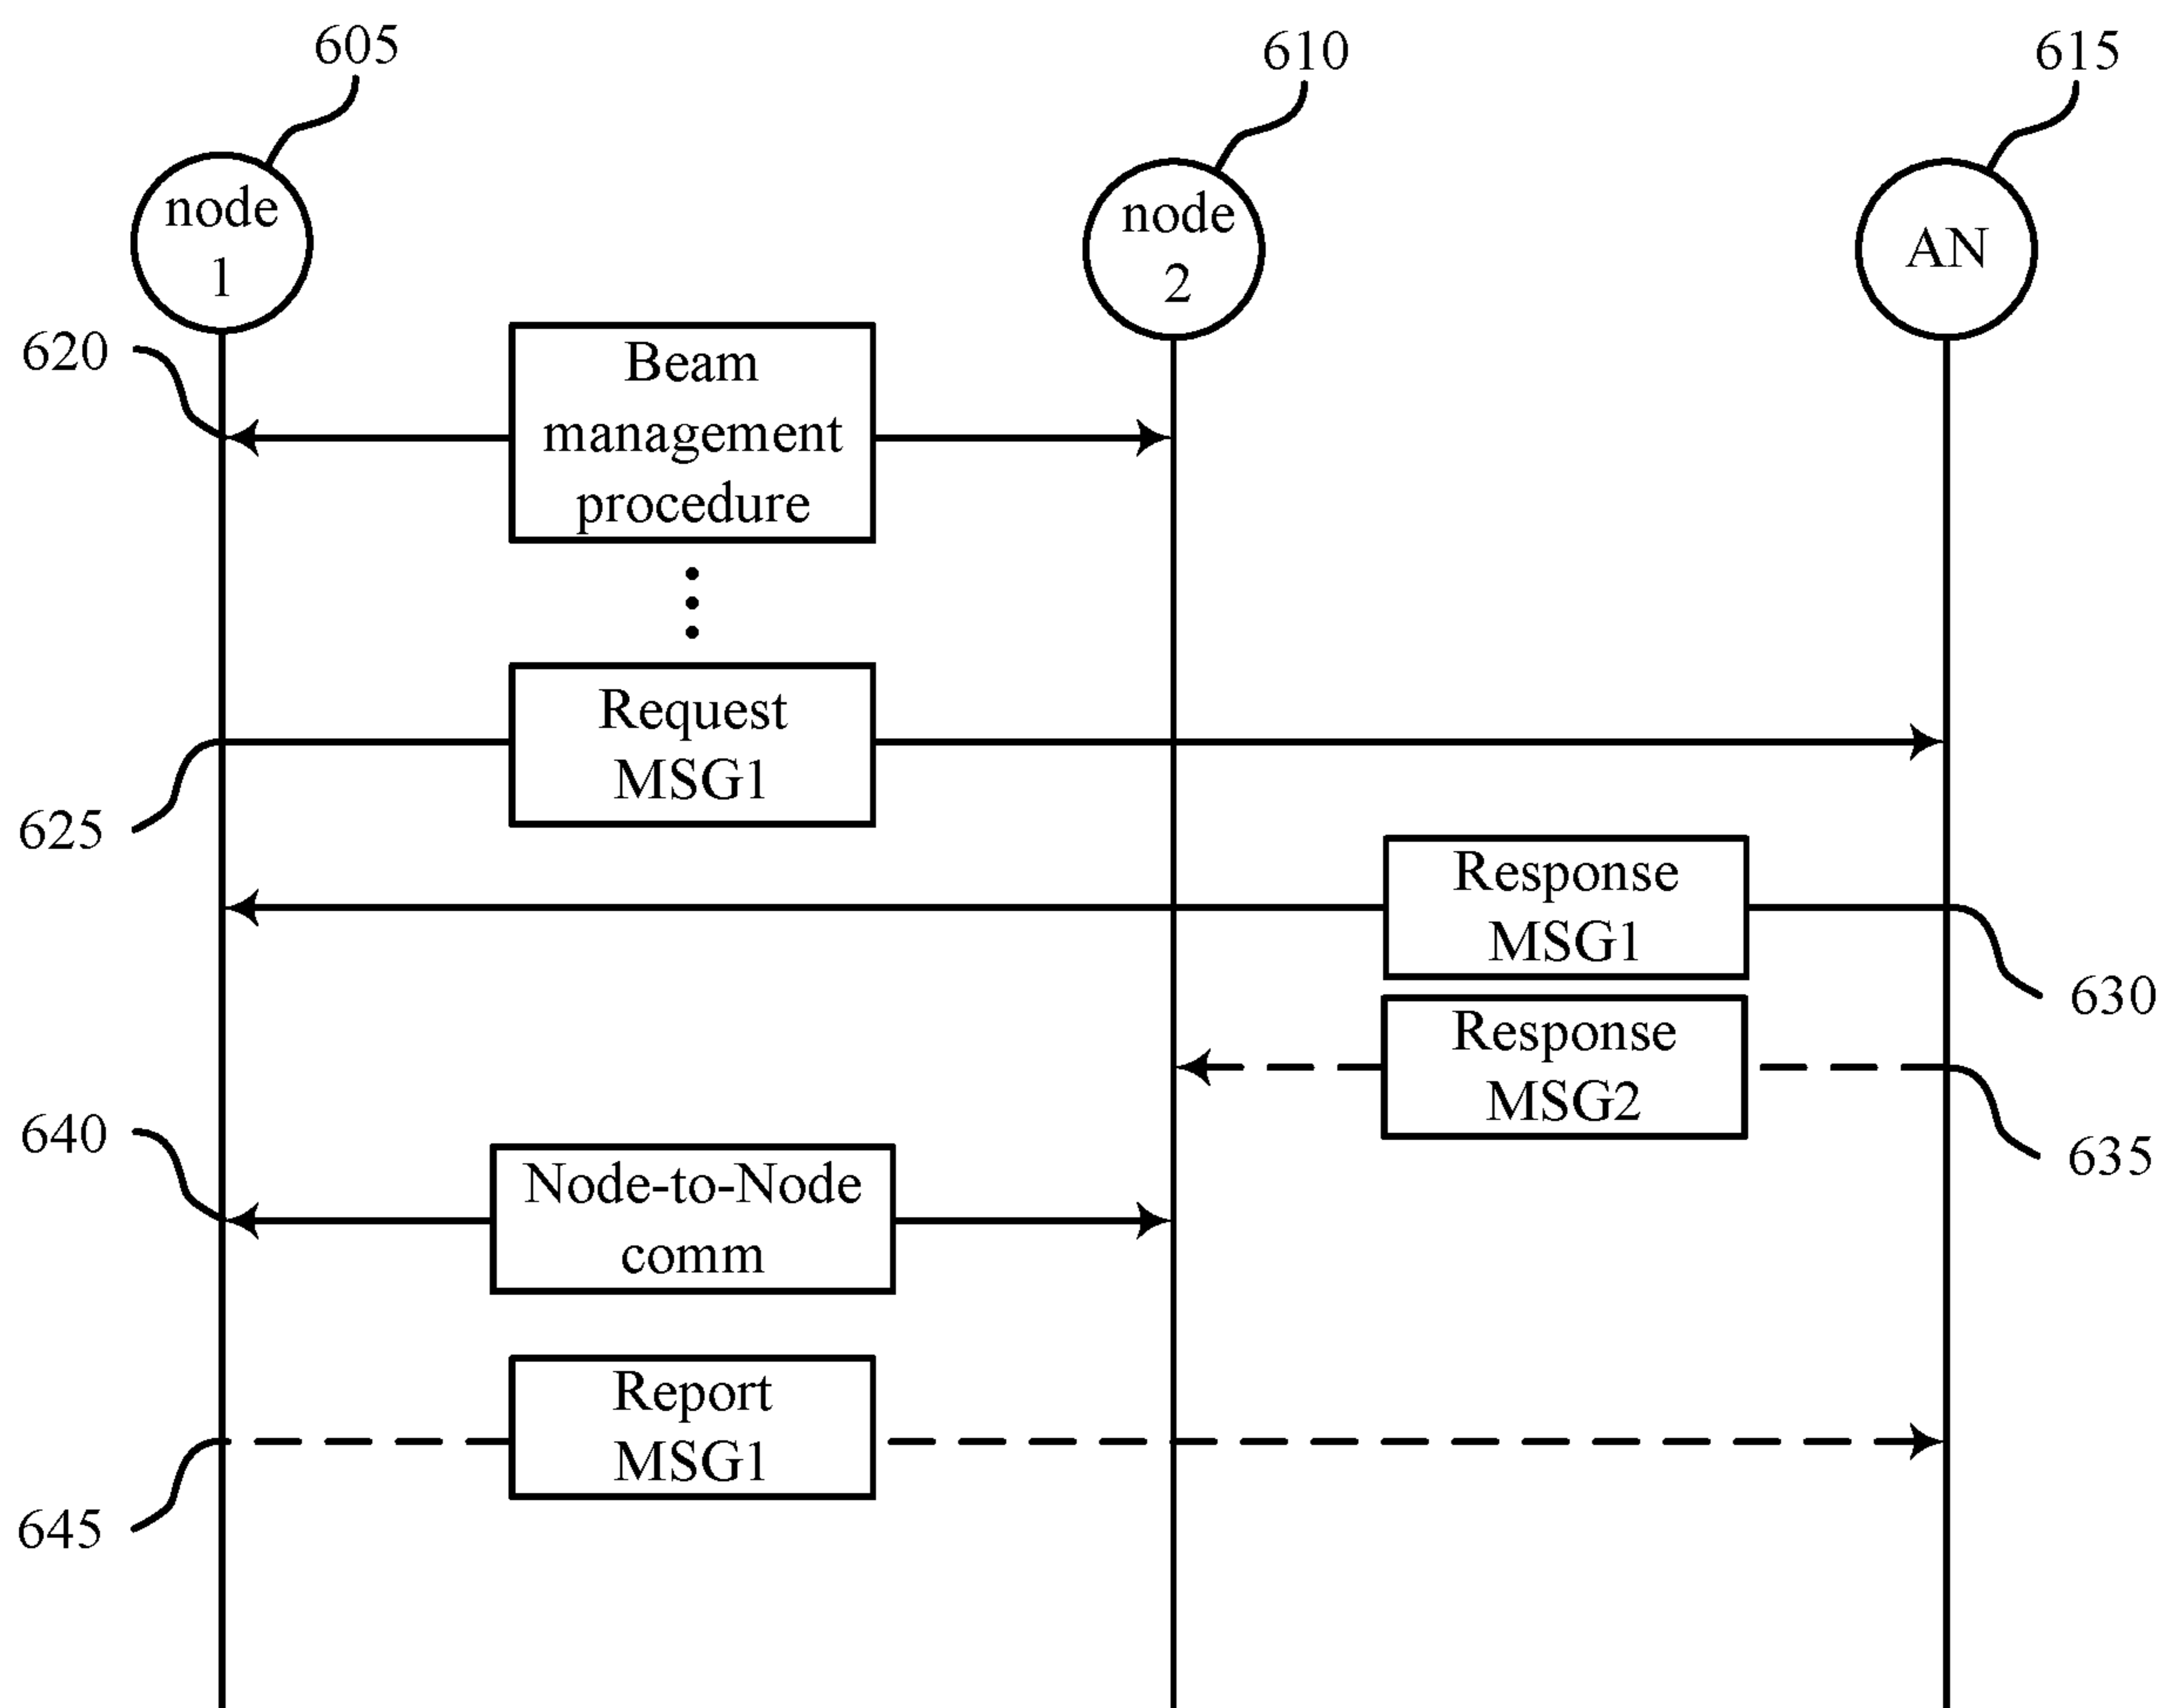 605
610
615
node
1
node
2
AN
620
Beam
management
procedure
Request
MSG1
625
Response
MSG1
630
Response
MSG2
635
640
Node-to-Node
comm
Report
MSG1
645